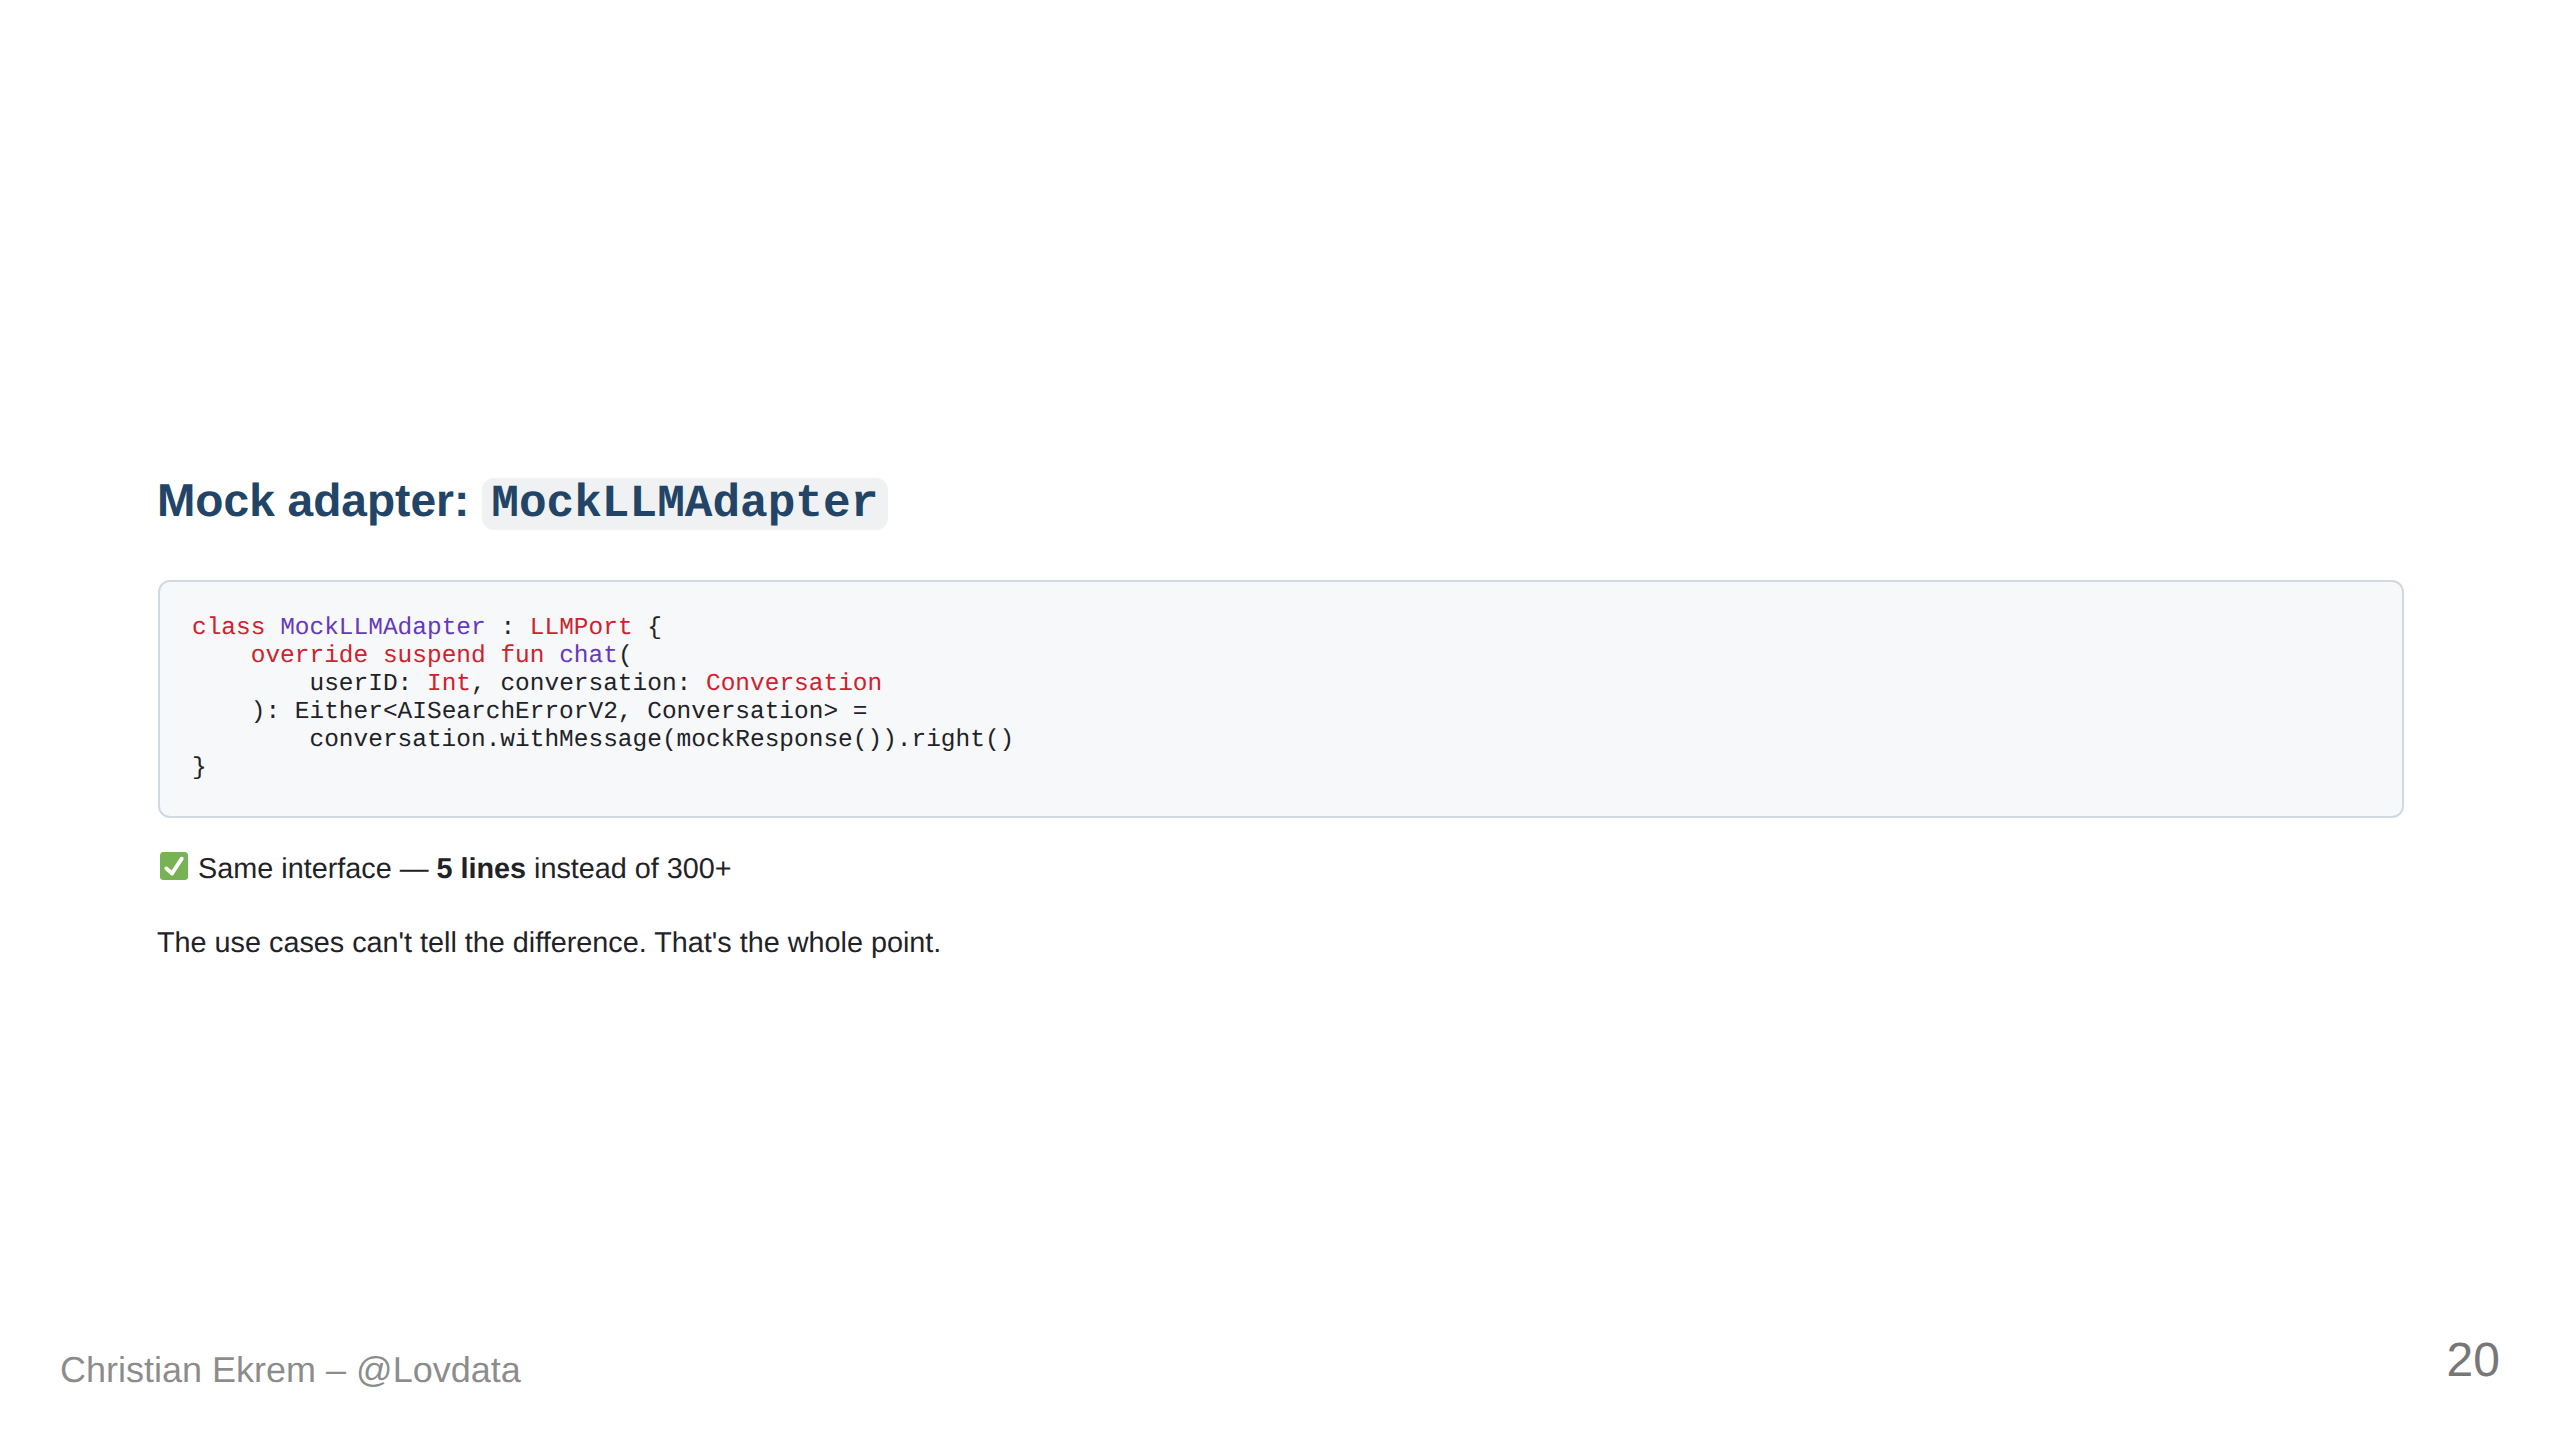 Mock adapter: MockLLMAdapter
class MockLLMAdapter : LLMPort {
    override suspend fun chat(
        userID: Int, conversation: Conversation
    ): Either<AISearchErrorV2, Conversation> =
        conversation.withMessage(mockResponse()).right()
}
✅ Same interface — 5 lines instead of 300+
The use cases can't tell the difference. That's the whole point.
Christian Ekrem – @Lovdata
20